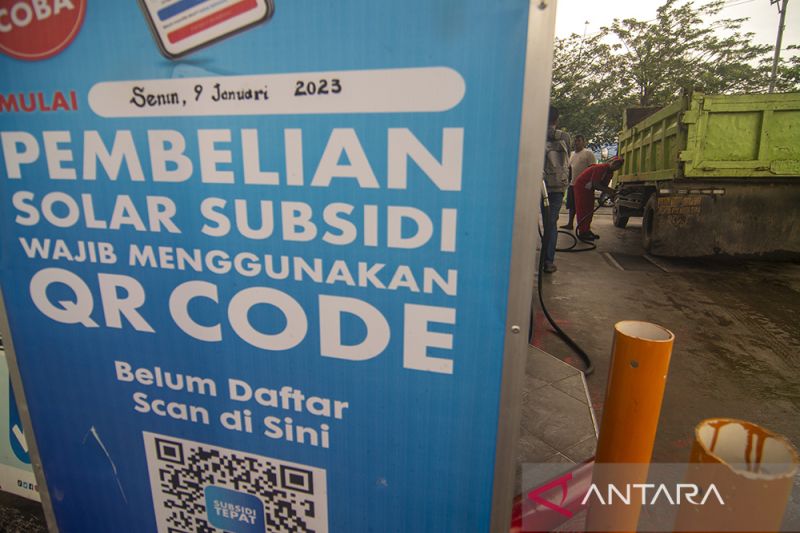 COBA
MULAI
Senin, 9 Januari 2023
PEMBELIAN
SOLAR SUBSIDI
WAJIB MENGGUNAKAN
QR CODE
Belum Daftar
Scan di Sini
SUBSIDI
TEPAT
ANTARA